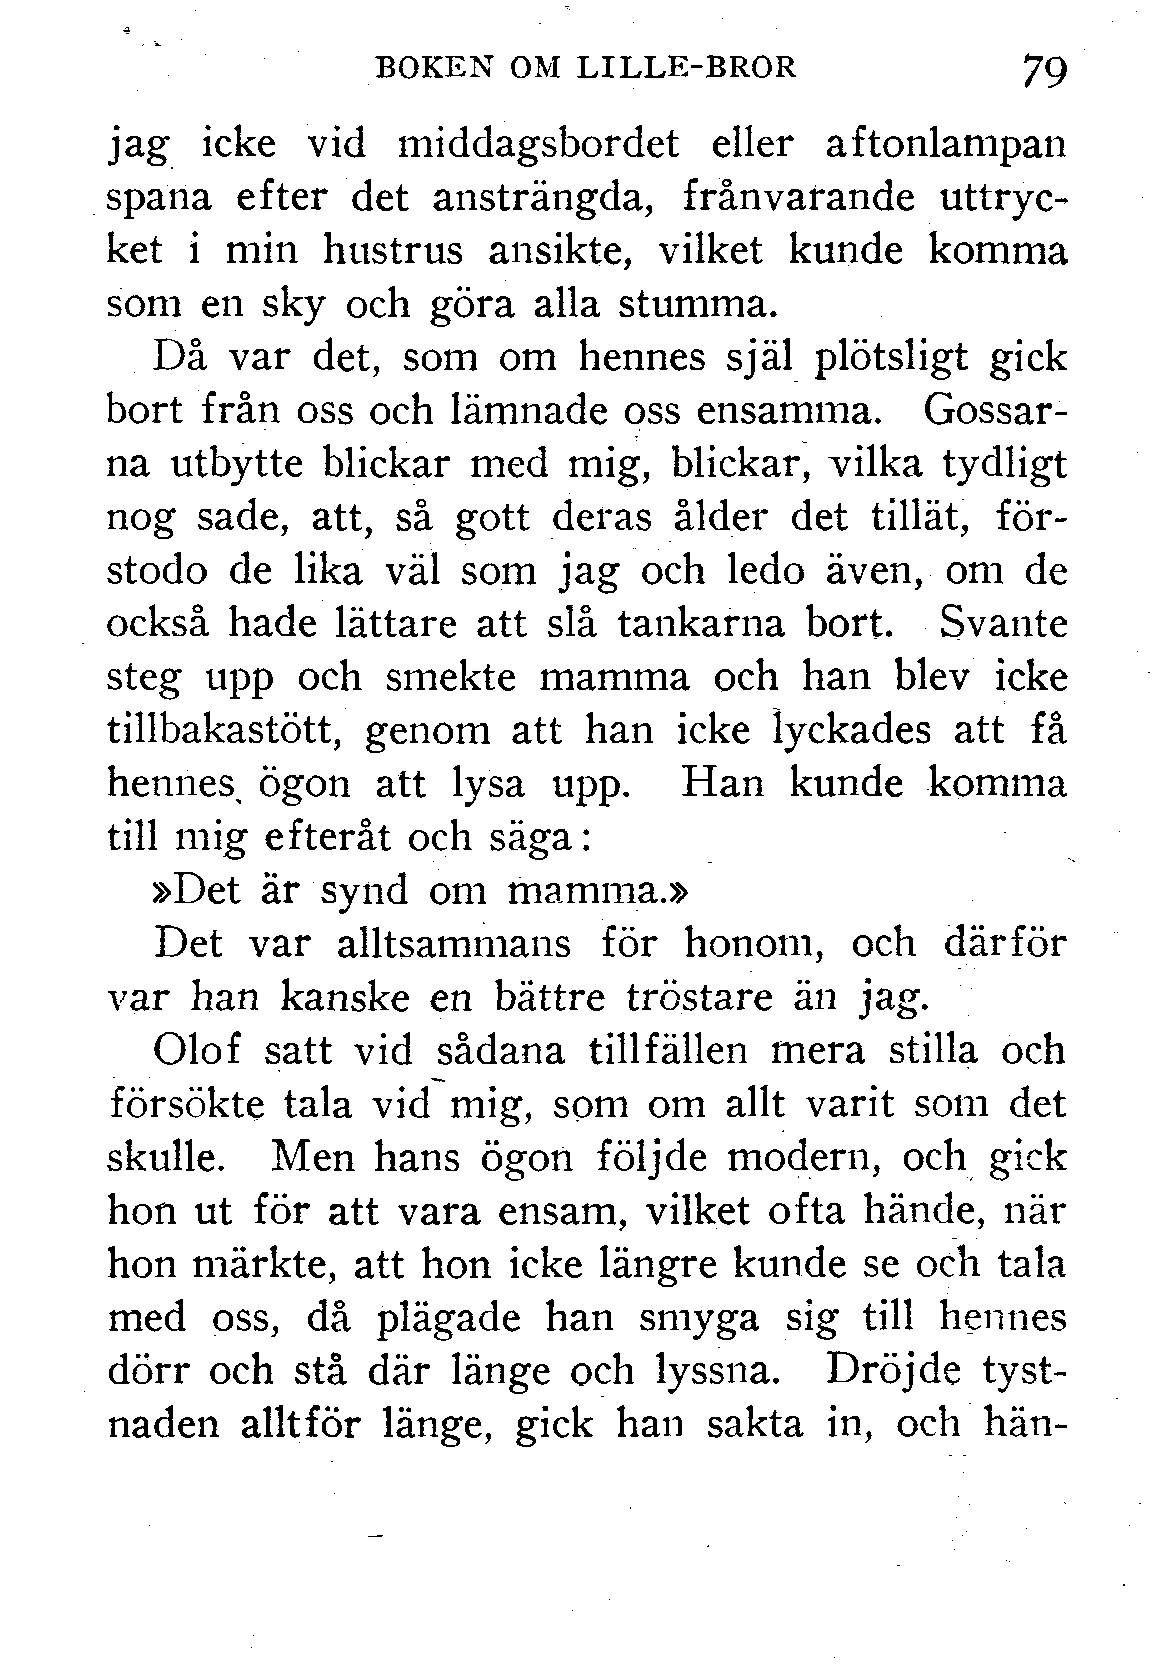 BOKEN OM LILLE-BROR 79
jag icke vid middagsbordet eller aftonlampan
spana efter det ansträngda, frånvarande uttryc-
ket i min hustrus ansikte, vilket kunde komma
som en sky och göra alla stumma.
Då var det, som om hennes själ plötsligt gick
bort från oss och lämnade oss ensamma. Gossar-
na utbytte blickar med mig, blickar, vilka tydligt
nog sade, att, så gott deras ålder det tillät, för-
stodo de lika väl som jag och ledo även, om de
också hade lättare att slå tankarna bort. Svante
steg upp och smekte mamma och han blev icke
tillbakastött, genom att han icke lyckades att få
hennes ögon att lysa upp. Han kunde komma
till mig efteråt och säga:
»Det är synd om mamma.»
Det var alltsammans för honom, och därför
var han kanske en bättre tröstare än jag.
Olof satt vid sådana tillfällen mera stilla och
försökte tala vid mig, som om allt varit som det
skulle. Men hans ögon följde modern, och gick
hon ut för att vara ensam, vilket ofta hände, när
hon märkte, att hon icke längre kunde se och tala
med oss, då plägade han smyga sig till hennes
dörr och stå där länge och lyssna. Dröjde tyst-
naden alltför länge, gick han sakta in, och hän-